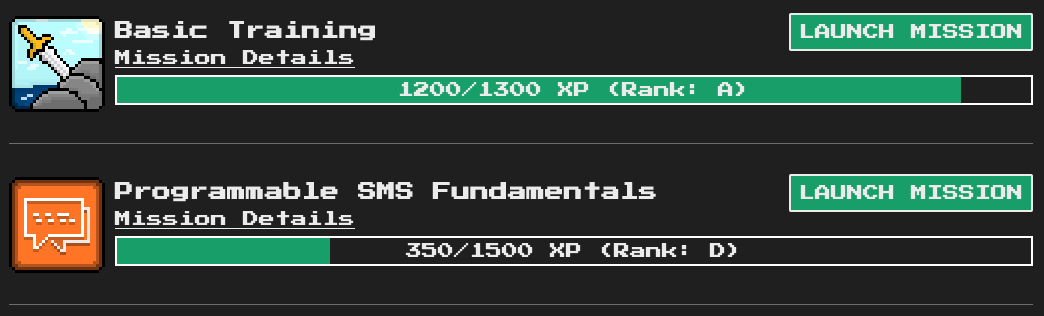 Basic Training
LAUNCH MISSION
Mission Details
1200/1300 XP (Rank: A)
Programmable SMS Fundamentals
LAUNCH MISSION
Mission Details
350/1500 XP (Rank: D)